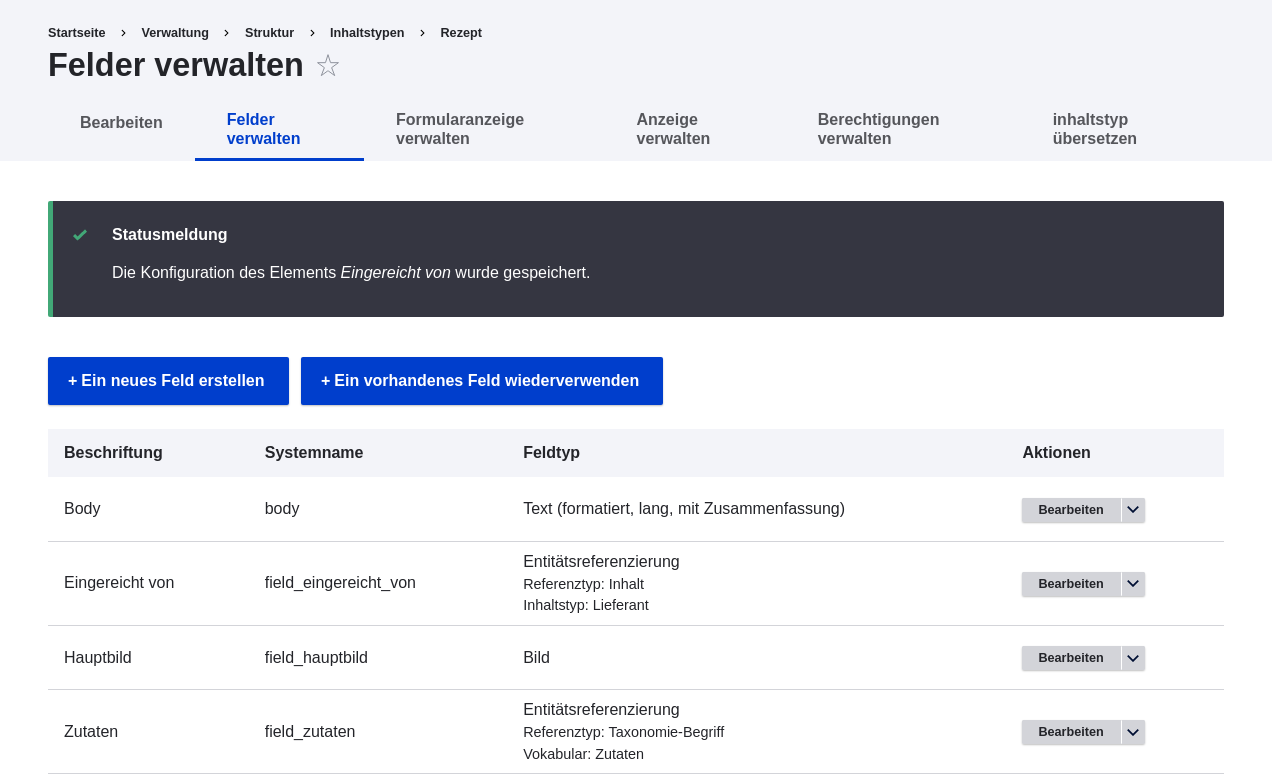 Startseite > Verwaltung > Struktur > Inhaltstypen > Rezept
Felder verwalten
Bearbeiten
Felder
verwalten
Formularanzeige
verwalten
Anzeige
verwalten
Berechtigungen
verwalten
inhaltstyp
übersetzen
Statusmeldung
Die Konfiguration des Elements Eingereicht von wurde gespeichert.
+ Ein neues Feld erstellen
+ Ein vorhandenes Feld wiederverwenden
Beschriftung Systemname Feldtyp Aktionen
Body body Text (formatiert, lang, mit Zusammenfassung) Bearbeiten
Eingereicht von field_eingereicht_von Entitätsreferenzierung
Referenztyp: Inhalt
Inhaltstyp: Lieferant
Bearbeiten
Hauptbild field_hauptbild Bild Bearbeiten
Zutaten field_zutaten Entitätsreferenzierung
Referenztyp: Taxonomie-Begriff
Vokabular: Zutaten
Bearbeiten